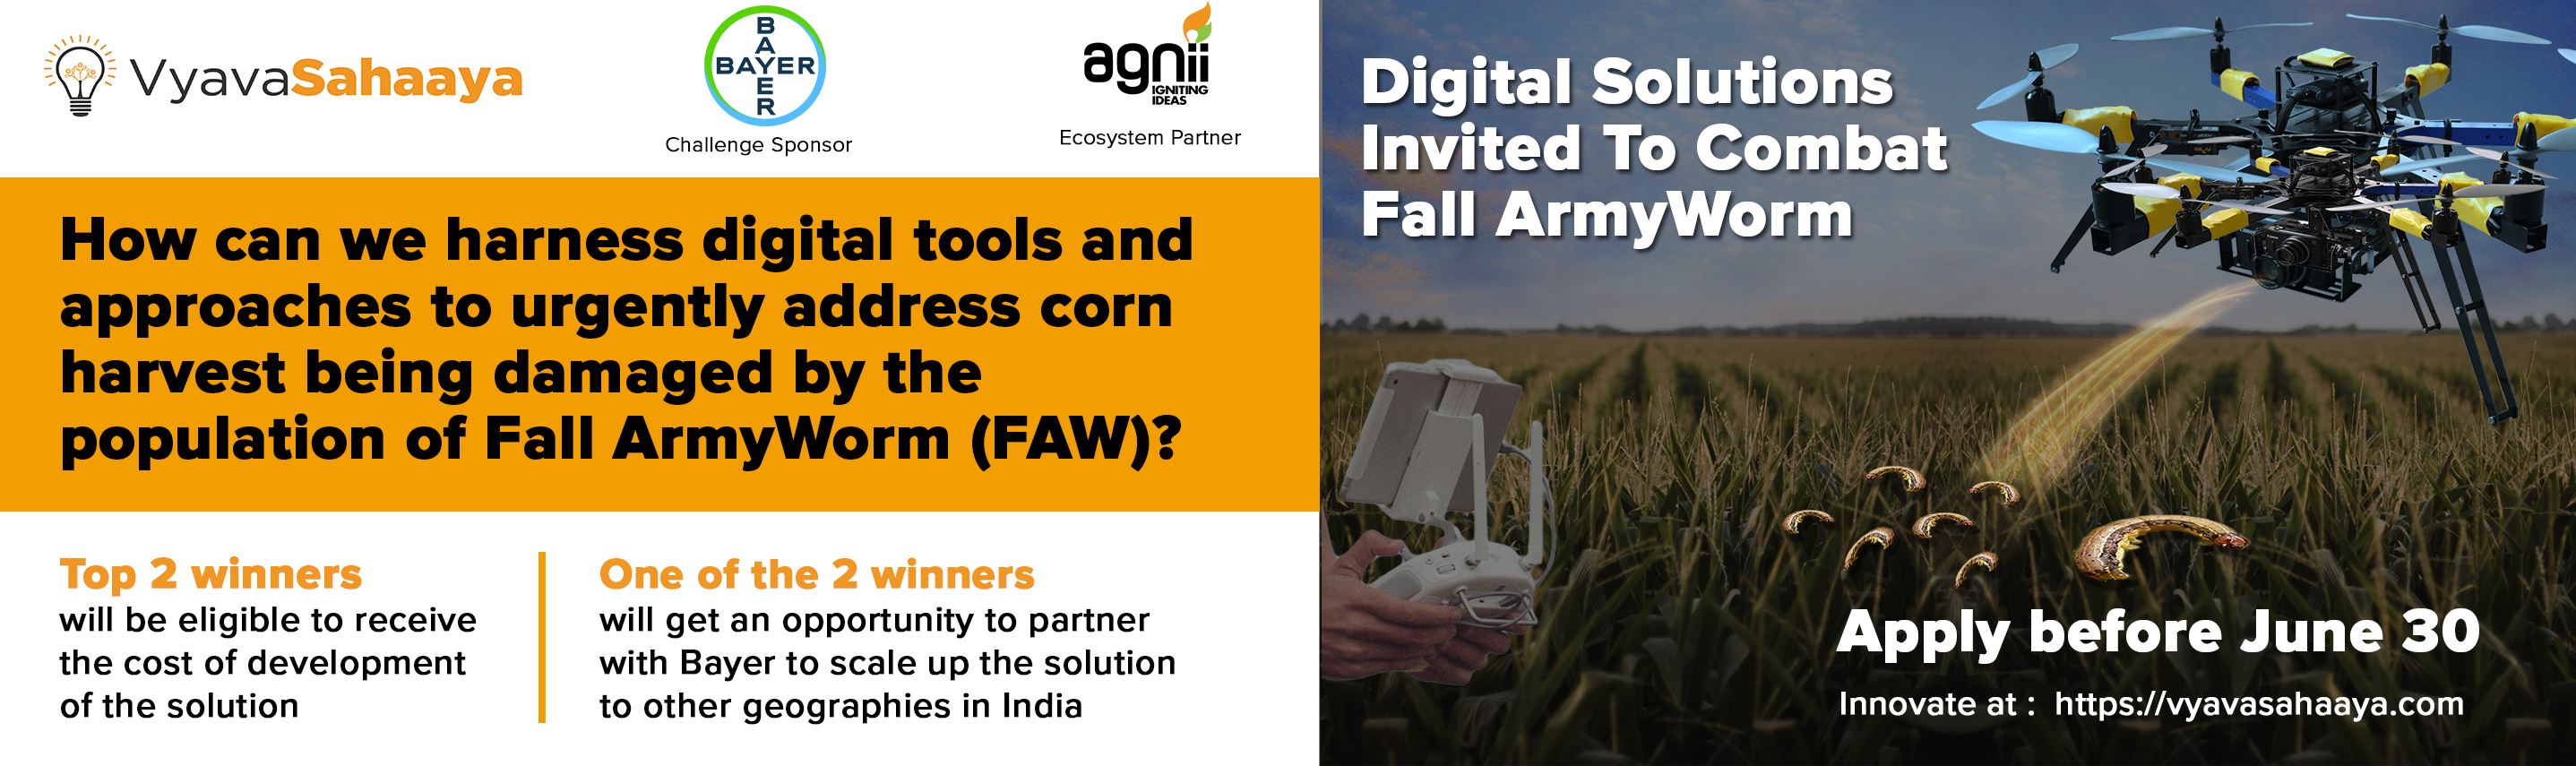 VyavaSahaaya
BAYER
BAYER
Challenge Sponsor
agnii
IGNITING
IDEAS
Ecosystem Partner
How can we harness digital tools and
approaches to urgently address corn
harvest being damaged by the
population of Fall ArmyWorm (FAW)?
Top 2 winners
will be eligible to receive
the cost of development
of the solution
One of the 2 winners
will get an opportunity to partner
with Bayer to scale up the solution
to other geographies in India
Digital Solutions
Invited To Combat
Fall ArmyWorm
Apply before June 30
Innovate at : https://vyavasahaaya.com